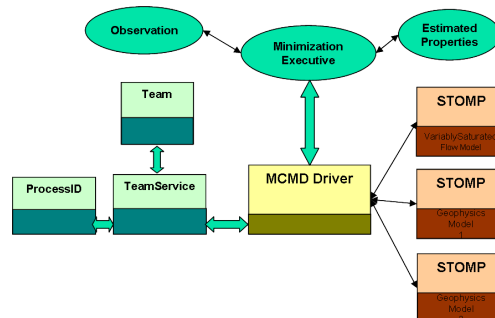 Observation
Minimization
Executive
Estimated
Properties
Team
STOMP
VariablySaturated
Flow Model
ProcessID
TeamService
MCMD Driver
STOMP
Geophysics
Model
1
STOMP
Geophysics
Model